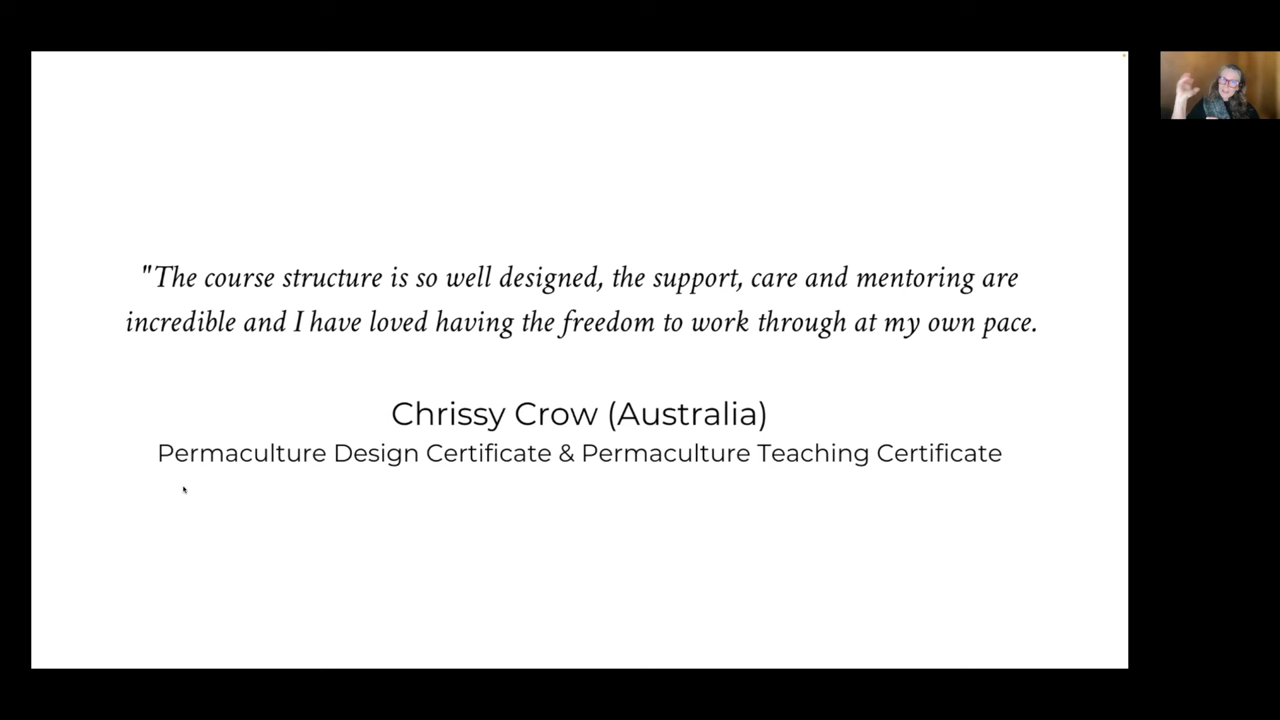 "The course structure is so well designed, the support, care and mentoring are
incredible and I have loved having the freedom to work through at my own pace.
Chrissy Crow (Australia)
Permaculture Design Certificate & Permaculture Teaching Certificate